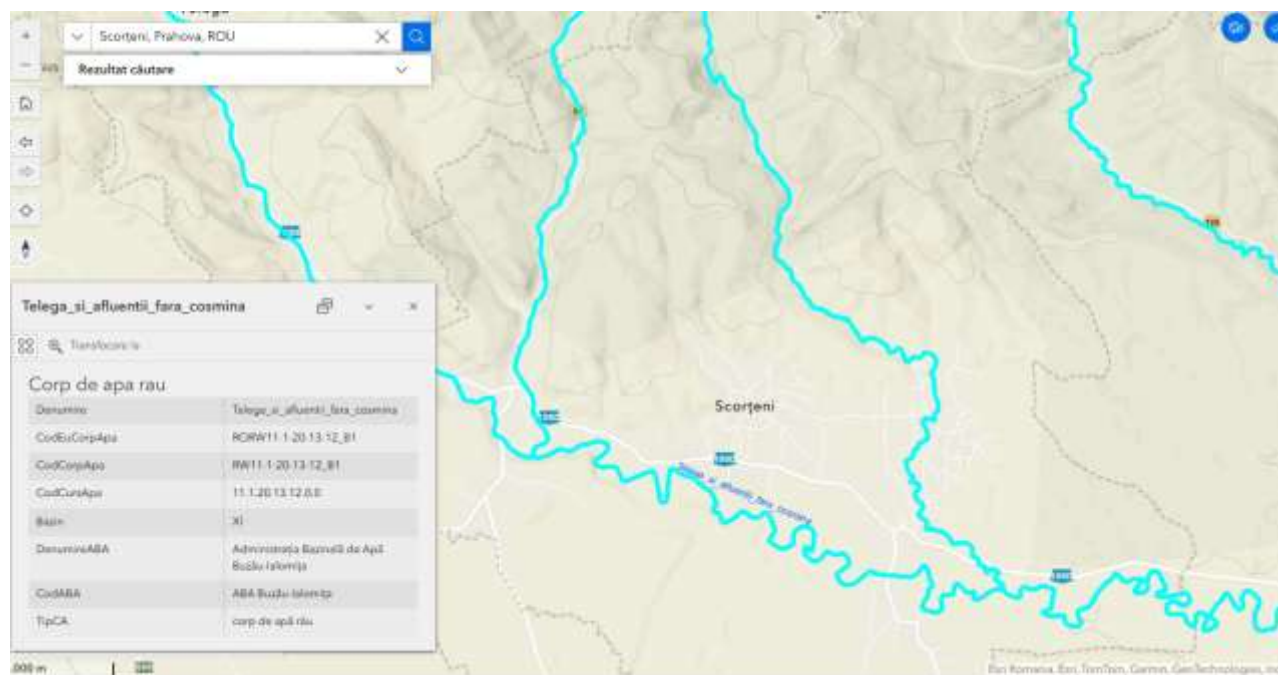 Scorțeni, Prahova, ROU
Rezultat căutare
Telega_si_afluentii_fara_cosmina
Transfocare la
Corp de apa rau
Denumire Telega_si_afluentii_fara_cosmina
CodEuCorpApa RORW11-1-20-13-12_B1
CodCorpApa RW11-1-20-13-12_B1
CodCursApa 11.1.20.13.12.0.0
Bazin XI
DenumireABA Administrația Bazinală de Apă
Buzău-Ialomița
CodABA ABA Buzău-Ialomița
TipCA corp de apă râu
Scorțeni
Telega_si_afluentii_fara_cosmina
000 m
Esri Romania, Esri, TomTom, Garmin, GeoTechnologies, Inc